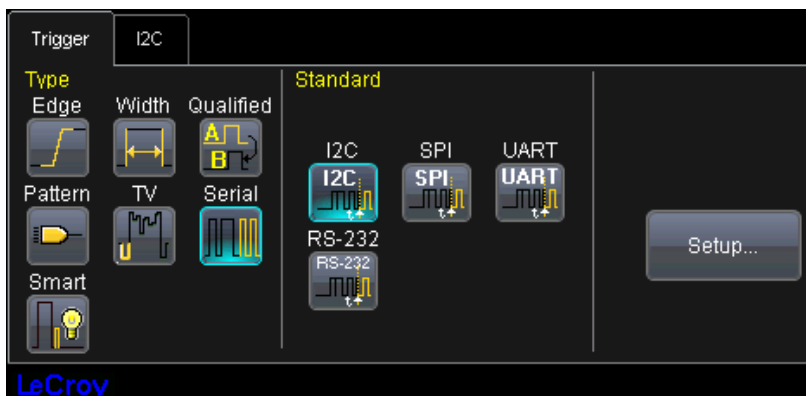 Trigger
I2C
Type
Edge Width Qualified
A
B
Pattern TV Serial
Smart
Standard
I2C SPI UART
I2C SPI UART
RS-232
RS-232
Setup...
LeCroy